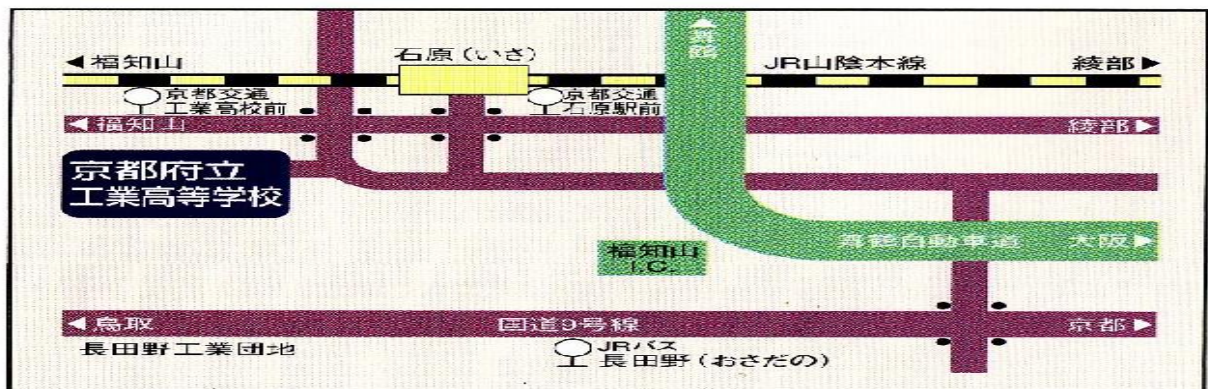 舞鶴
石原(いさ)
◀福知山
JR山陰本線
綾部▶
京都交通
工業高校前
京都交通
石原駅前
◀福知山
綾部▶
京都府立
工業高等学校
舞鶴自動車道
大阪▶
福知山
I.C.
◀鳥取
国道9号線
京都▶
長田野工業団地
JRバス
長田野(おさだの)